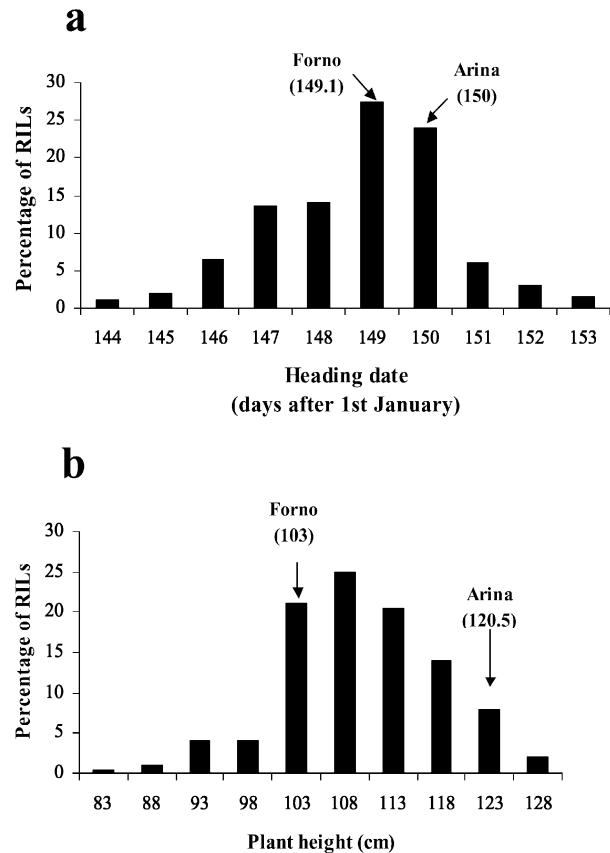 a
Forno
(149.1)
Arina
(150)
Percentage of RILs
30
25
20
15
10
5
0
144 145 146 147 148 149 150 151 152 153
Heading date
(days after 1st January)
b
Forno
(103)
Arina
(120.5)
Percentage of RILs
30
25
20
15
10
5
0
83 88 93 98 103 108 113 118 123 128
Plant height (cm)